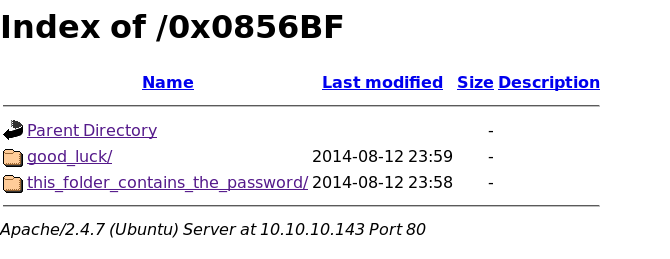 Index of /0x0856BF
Name Last modified Size Description
Parent Directory -
good_luck/ 2014-08-12 23:59 -
this_folder_contains_the_password/ 2014-08-12 23:58 -
Apache/2.4.7 (Ubuntu) Server at 10.10.10.143 Port 80